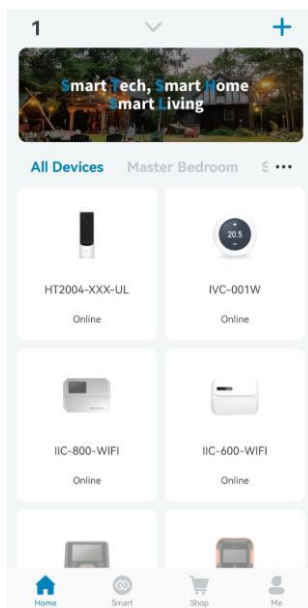 1
Smart Tech, Smart Home
Smart Living
All Devices Master Bedroom S
20.5
HT2004-XXX-UL
IVC-001W
Online
Online
IIC-800-WIFI
IIC-600-WIFI
Online
Online
Home Smart Shop Me